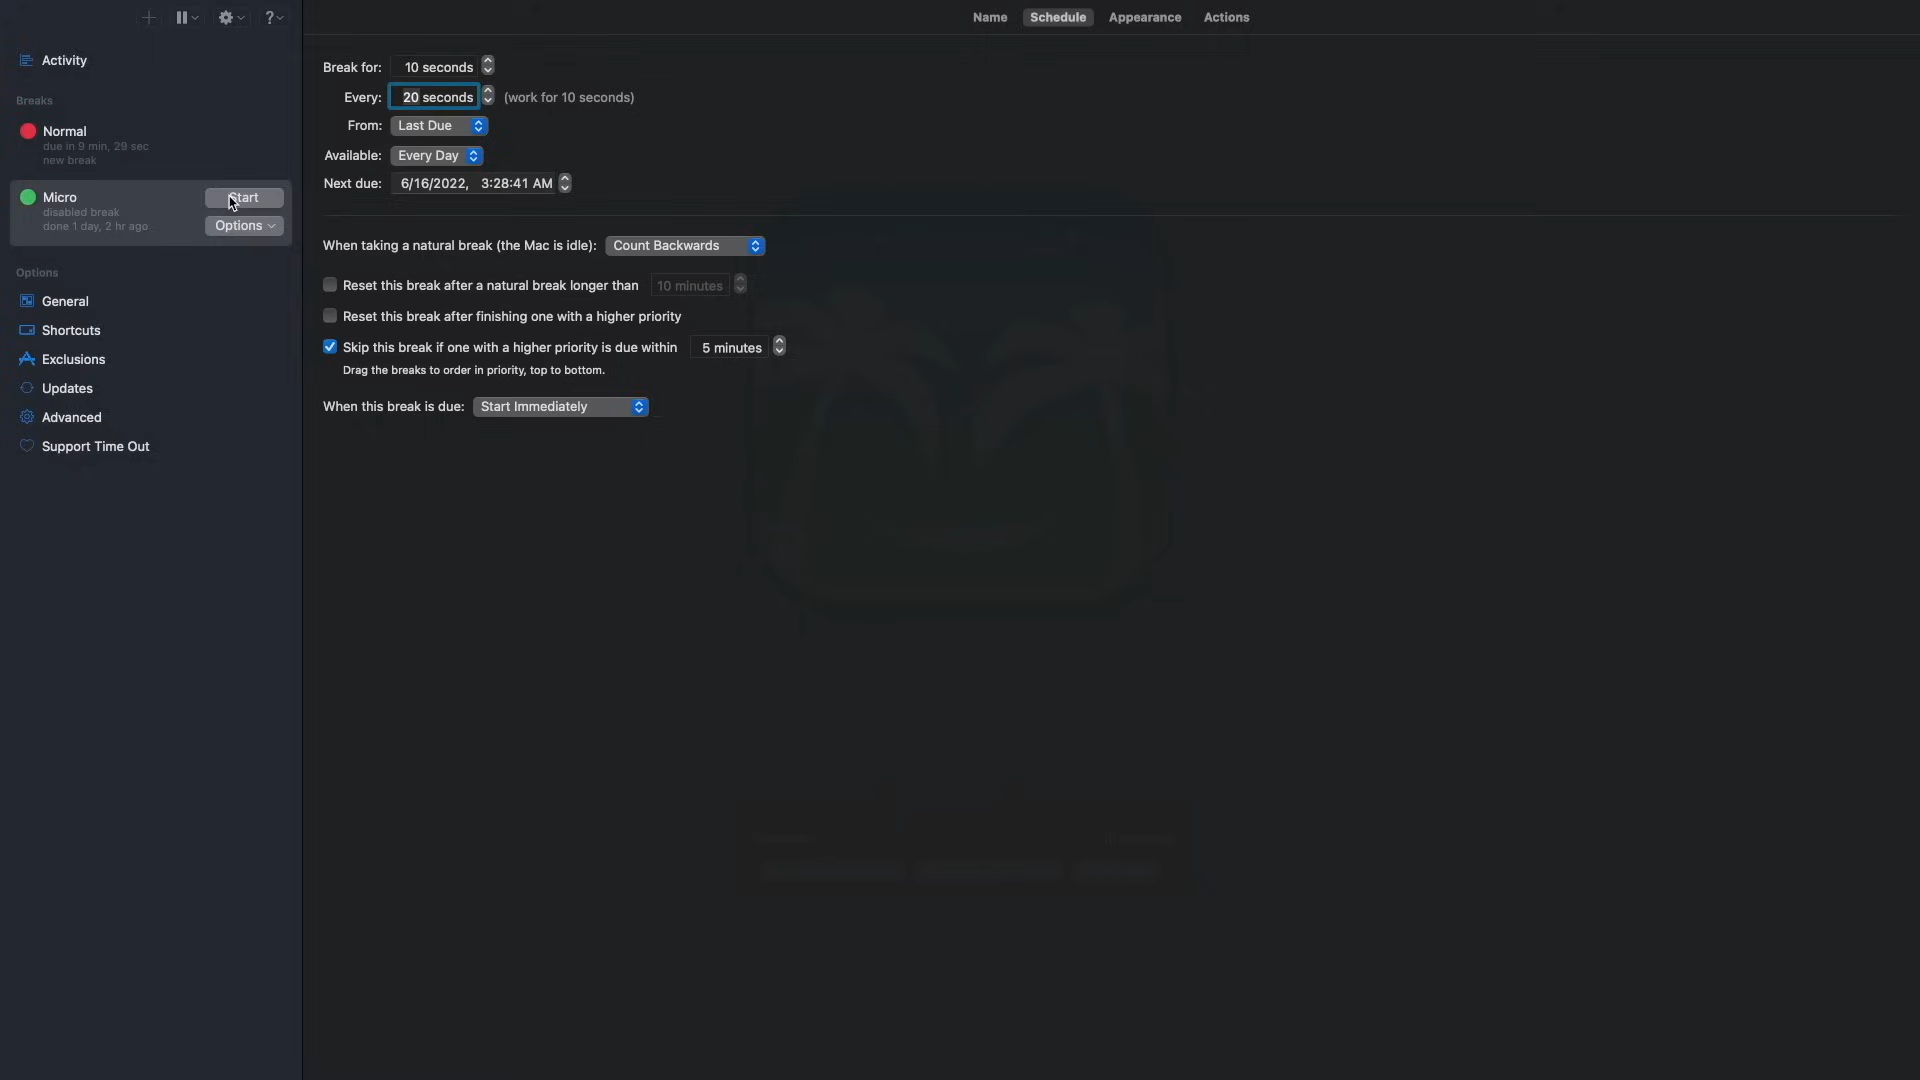 Name Schedule Appearance Actions
Activity
Breaks
Normal
due in 9 min, 29 sec
new break
Micro
disabled break
done 1 day, 2 hr ago
Start
Options
Options
General
Shortcuts
Exclusions
Updates
Advanced
Support Time Out
Break for: 10 seconds
Every: 20 seconds (work for 10 seconds)
From: Last Due
Available: Every Day
Next due: 6/16/2022, 3:28:41 AM
When taking a natural break (the Mac is idle): Count Backwards
Reset this break after a natural break longer than 10 minutes
Reset this break after finishing one with a higher priority
Skip this break if one with a higher priority is due within 5 minutes
Drag the breaks to order in priority, top to bottom.
When this break is due: Start Immediately